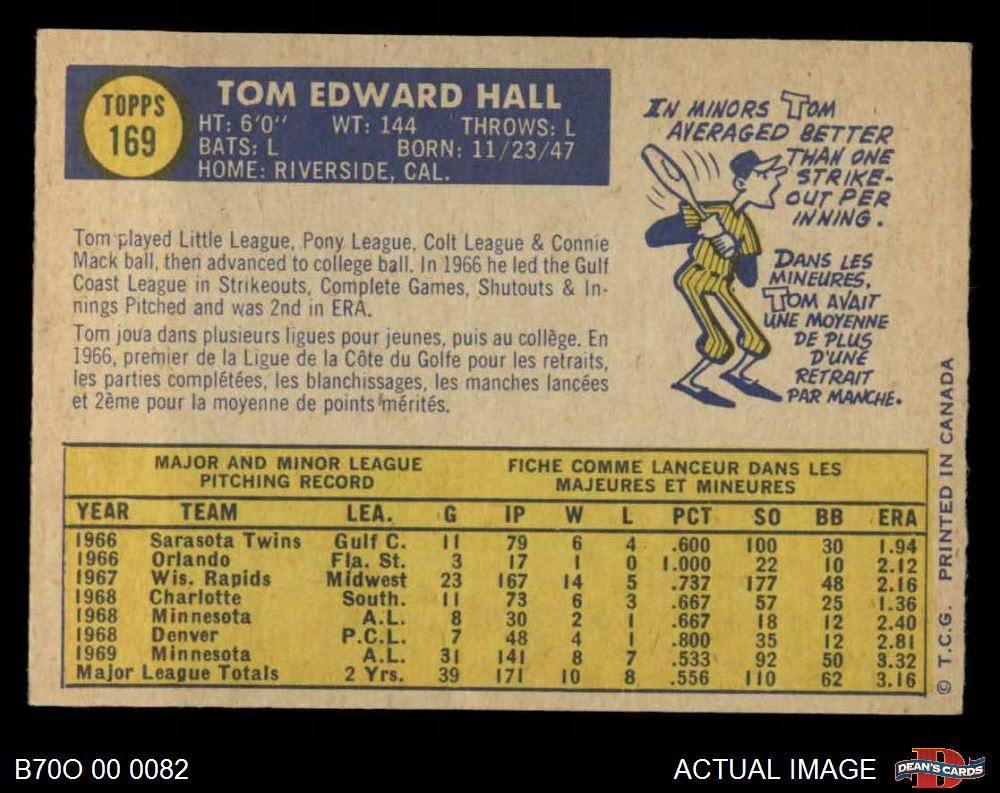 TOPPS
169
TOM EDWARD HALL
HT: 6'0" WT: 144 THROWS: L
BATS: L BORN: 11/23/47
HOME: RIVERSIDE, CAL.
Tom played Little League, Pony League, Colt League & Connie
Mack ball, then advanced to college ball. In 1966 he led the Gulf
Coast League in Strikeouts, Complete Games, Shutouts & In-
nings Pitched and was 2nd in ERA.
Tom joua dans plusieurs ligues pour jeunes, puis au collège. En
1966, premier de la Ligue de la Côte du Golfe pour les retraits,
les parties complétées, les blanchissages, les manches lancées
et 2ème pour la moyenne de points mérités.
IN MINORS TOM
AVERAGED BETTER
THAN ONE
STRIKE-
OUT PER
INNING.
DANS LES
MINEURES,
TOM AVAIT
UNE MOYENNE
DE PLUS
D'UNE
RETRAIT
PAR MANCHE.
MAJOR AND MINOR LEAGUE
PITCHING RECORD
FICHE COMME LANCEUR DANS LES
MAJEURES ET MINEURES
YEAR TEAM LEA. G IP W L PCT SO BB ERA
1966 Sarasota Twins Gulf C. 11 79 6 4 .600 100 30 1.94
1966 Orlando Fla. St. 3 17 1 0 1.000 22 10 2.12
1967 Wis. Rapids Midwest 23 167 14 5 .737 177 48 2.16
1968 Charlotte South. 11 73 6 3 .667 57 25 1.36
1968 Minnesota A.L. 8 30 2 1 .667 18 12 2.40
1968 Denver P.C.L. 7 48 4 1 .800 35 12 2.81
1969 Minnesota A.L. 31 141 8 7 .533 92 50 3.32
Major League Totals 2 Yrs. 39 171 10 8 .556 110 62 3.16
© T.C.G. PRINTED IN CANADA
B70O 00 0082
ACTUAL IMAGE
DEAN'S CARDS